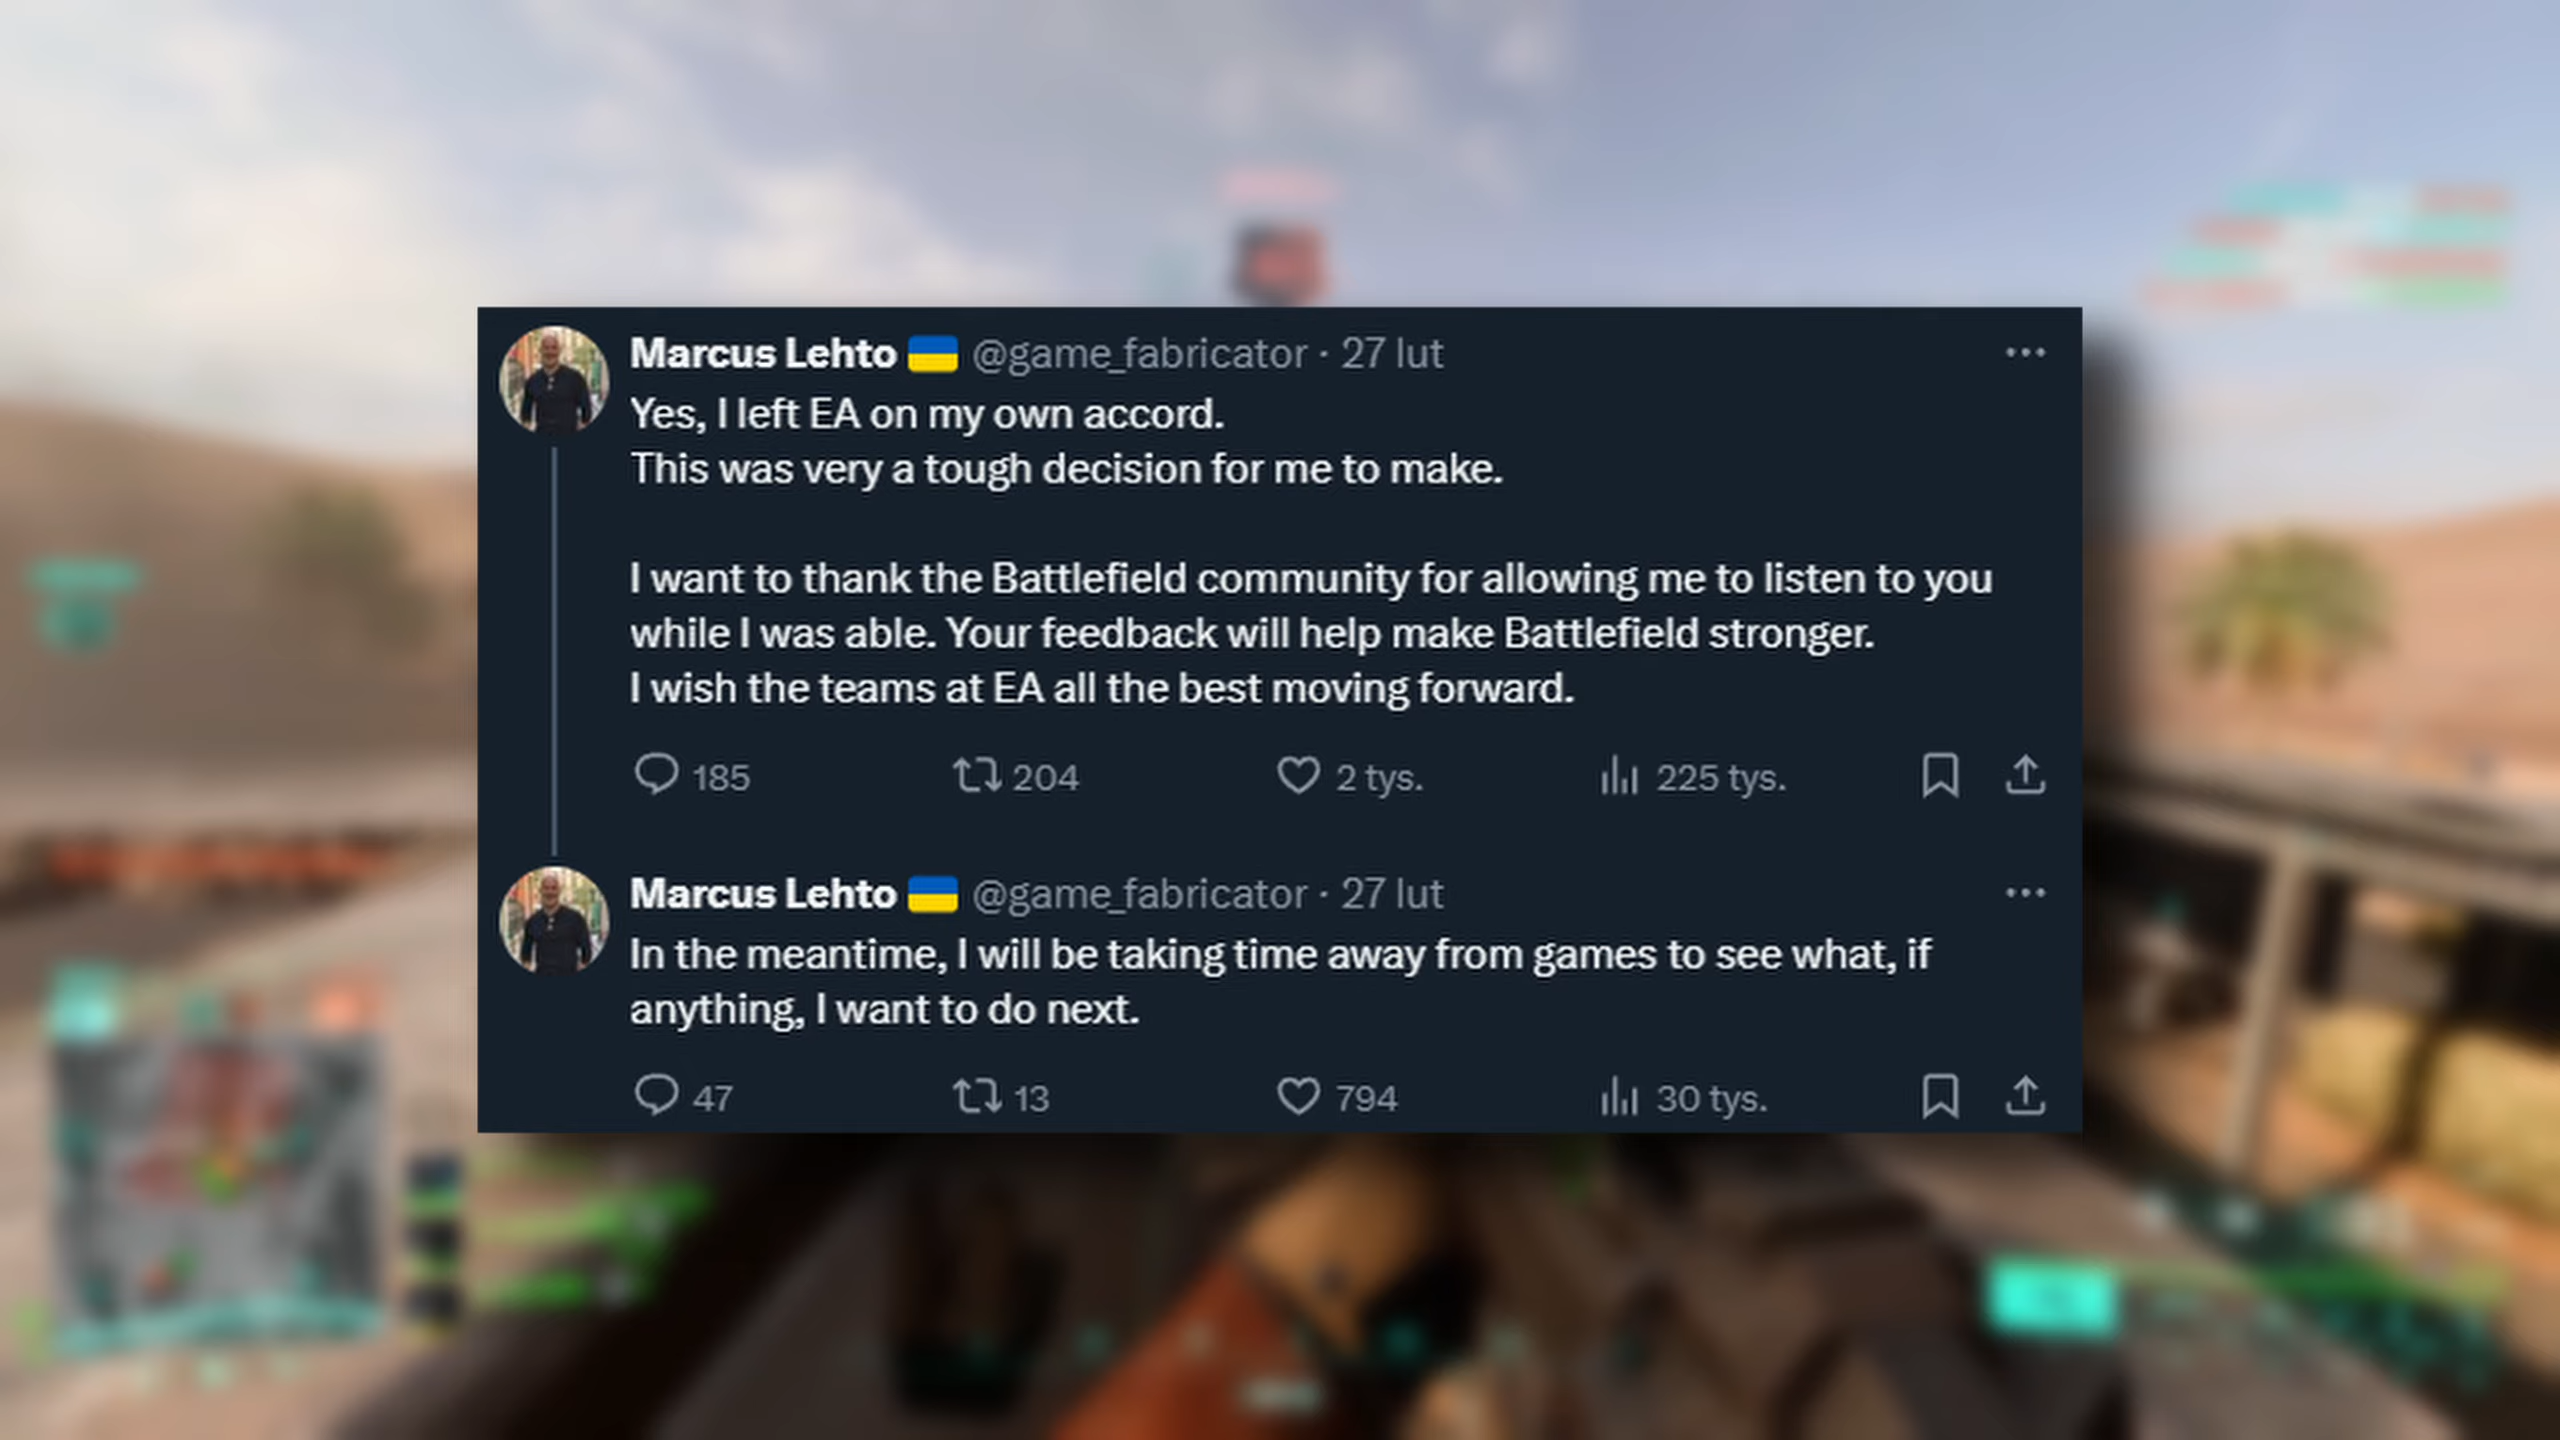 Marcus Lehto 🇺🇦 @game_fabricator · 27 lut
Yes, I left EA on my own accord.
This was very a tough decision for me to make.
I want to thank the Battlefield community for allowing me to listen to you
while I was able. Your feedback will help make Battlefield stronger.
I wish the teams at EA all the best moving forward.
185 204 2 tys. 225 tys.
Marcus Lehto 🇺🇦 @game_fabricator · 27 lut
In the meantime, I will be taking time away from games to see what, if
anything, I want to do next.
47 13 794 30 tys.